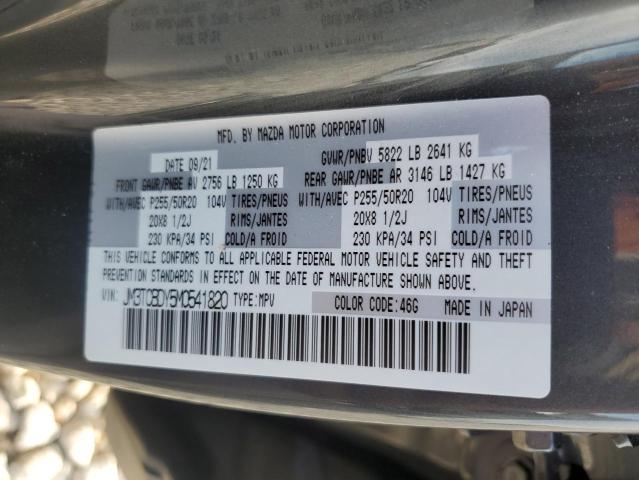 MFD. BY MAZDA MOTOR CORPORATION
DATE 09/21 GVWR/PNBV 5822 LB 2641 KG
FRONT GAWR/PNBE AV 2756 LB 1250 KG REAR GAWR/PNBE AR 3146 LB 1427 KG
WITH/AVEC P255/50R20 104V TIRES/PNEUS WITH/AVEC P255/50R20 104V TIRES/PNEUS
20X8 1/2J RIMS/JANTES 20X8 1/2J RIMS/JANTES
230 KPA/34 PSI COLD/A FROID 230 KPA/34 PSI COLD/A FROID
THIS VEHICLE CONFORMS TO ALL APPLICABLE FEDERAL MOTOR VEHICLE SAFETY AND THEFT
PREVENTION STANDARDS IN EFFECT ON THE DATE OF MANUFACTURE SHOWN ABOVE.
VIN: JM3TCBDY5M0541820 TYPE:MPV COLOR CODE:46G MADE IN JAPAN